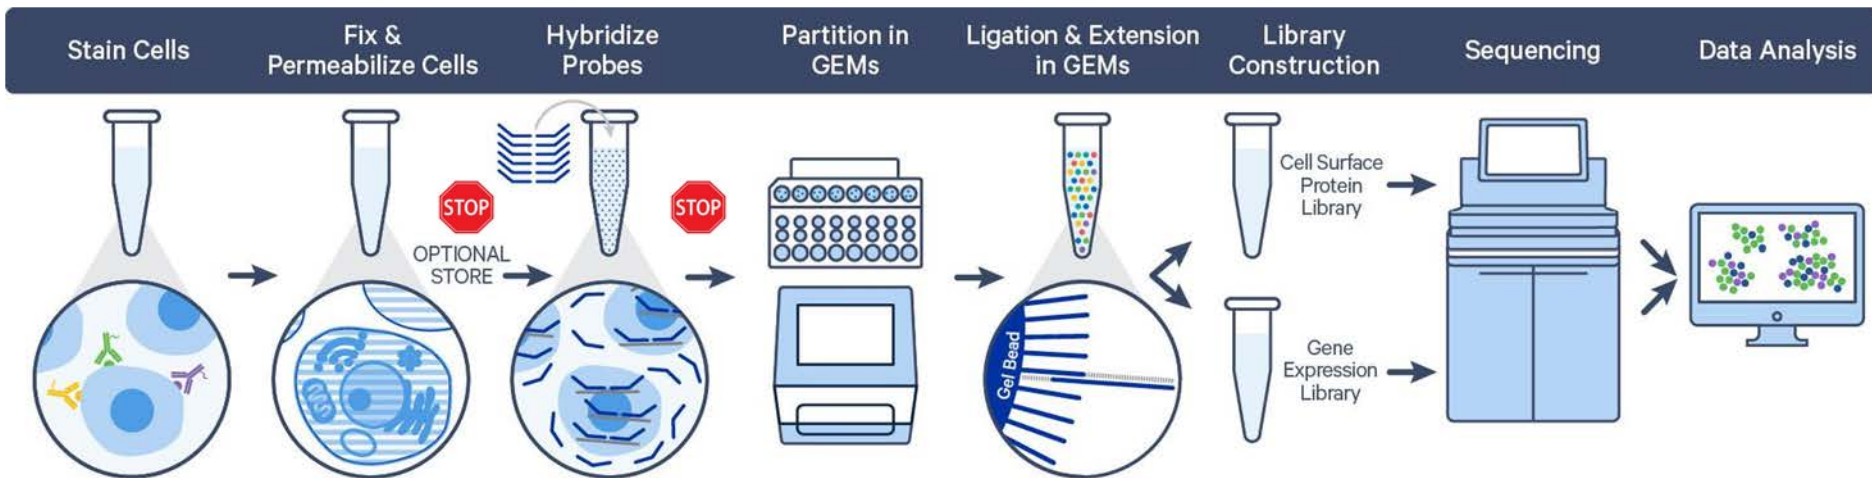 Stain Cells
Fix &
Permeabilize Cells
Hybridize
Probes
Partition in
GEMs
Ligation & Extension
in GEMs
Library
Construction
Sequencing
Data Analysis
STOP
OPTIONAL
STORE
STOP
Gel Bead
Cell Surface
Protein
Library
Gene
Expression
Library